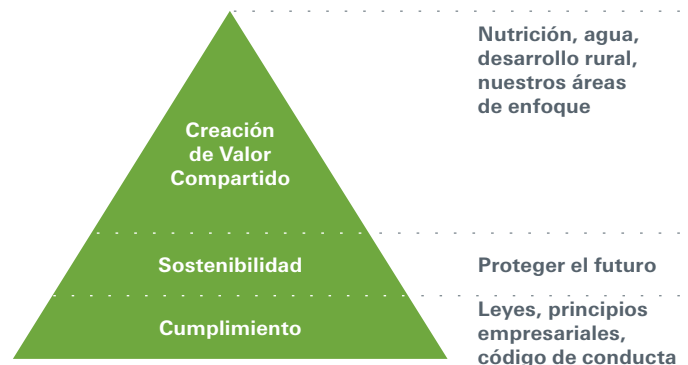 Nutrición, agua,
desarrollo rural,
nuestros áreas
de enfoque
Creación
de Valor
Compartido
Sostenibilidad
Proteger el futuro
Cumplimiento
Leyes, principios
empresariales,
código de conducta